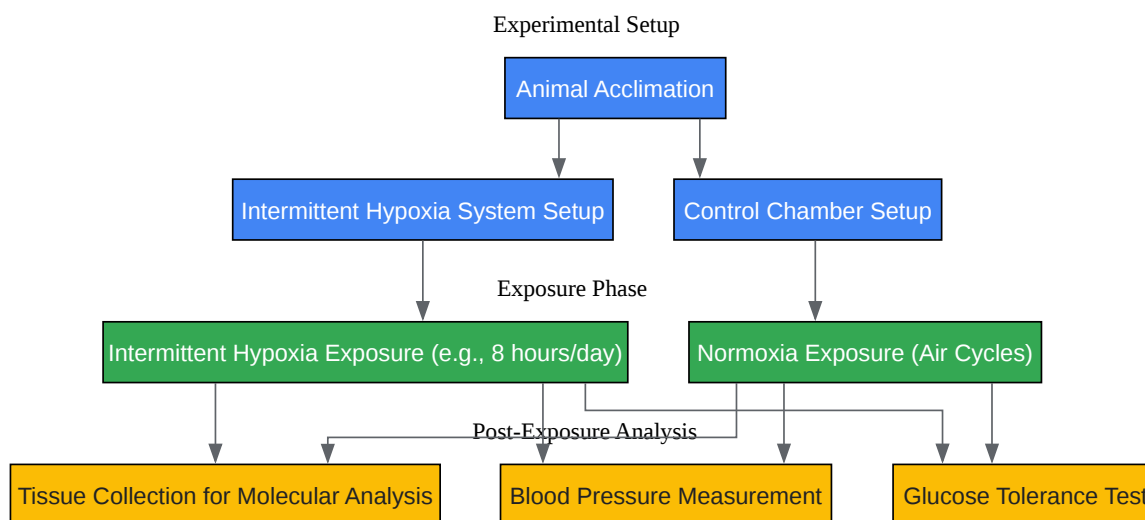 Experimental Setup
Animal Acclimation
Intermittent Hypoxia System Setup
Control Chamber Setup
Exposure Phase
Intermittent Hypoxia Exposure (e.g., 8 hours/day)
Normoxia Exposure (Air Cycles)
Post-Exposure Analysis
Tissue Collection for Molecular Analysis
Blood Pressure Measurement
Glucose Tolerance Test